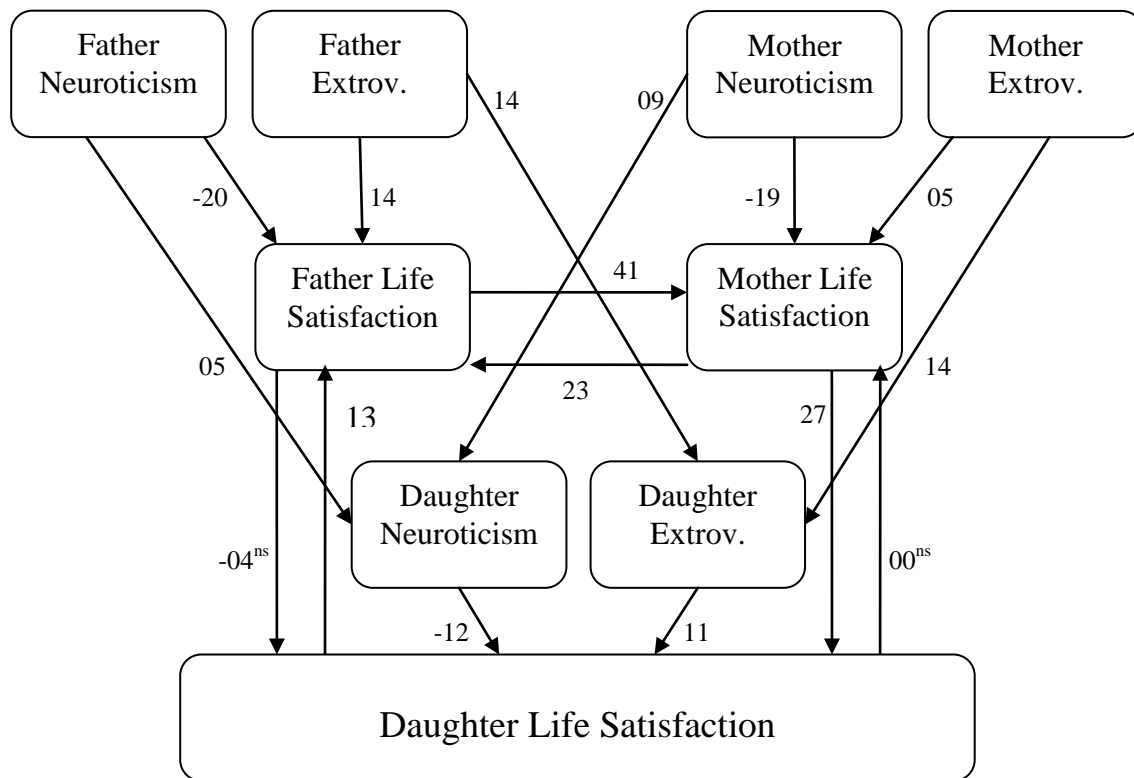 Father
Neuroticism
Father
Extrov.
Mother
Neuroticism
Mother
Extrov.
14
09
-20
14
-19
05
Father Life
Satisfaction
41
Mother Life
Satisfaction
05
23
14
13
27
Daughter
Neuroticism
Daughter
Extrov.
-04ns
00ns
-12
11
Daughter Life Satisfaction